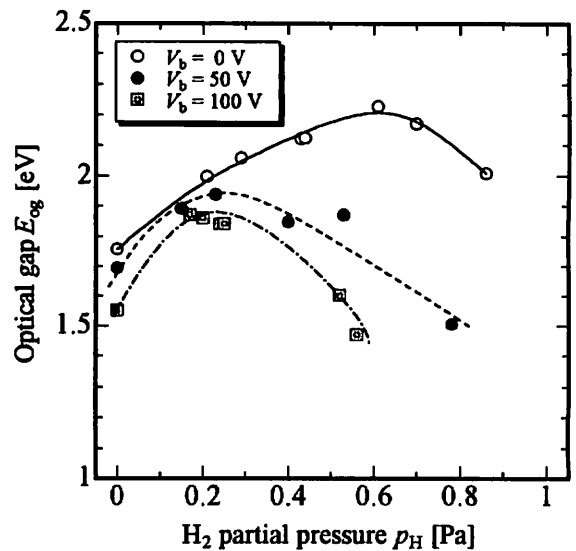 2.5
2
1.5
1
Optical gap E_og [eV]
V_b = 0 V
V_b = 50 V
V_b = 100 V
0 0.2 0.4 0.6 0.8 1
H₂ partial pressure p_H [Pa]